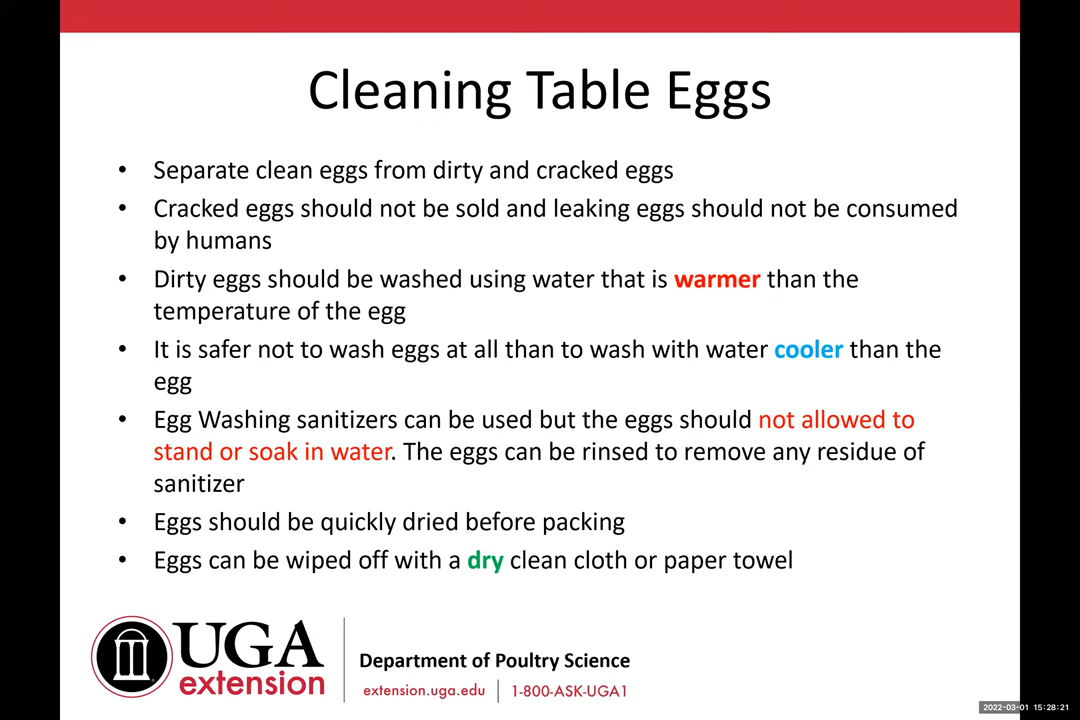 Cleaning Table Eggs
• Separate clean eggs from dirty and cracked eggs
• Cracked eggs should not be sold and leaking eggs should not be consumed
by humans
• Dirty eggs should be washed using water that is warmer than the
temperature of the egg
• It is safer not to wash eggs at all than to wash with water cooler than the
egg
• Egg Washing sanitizers can be used but the eggs should not allowed to
stand or soak in water. The eggs can be rinsed to remove any residue of
sanitizer
• Eggs should be quickly dried before packing
• Eggs can be wiped off with a dry clean cloth or paper towel
UGA
extension
Department of Poultry Science
extension.uga.edu | 1-800-ASK-UGA1
2022-03-01 15:28:21